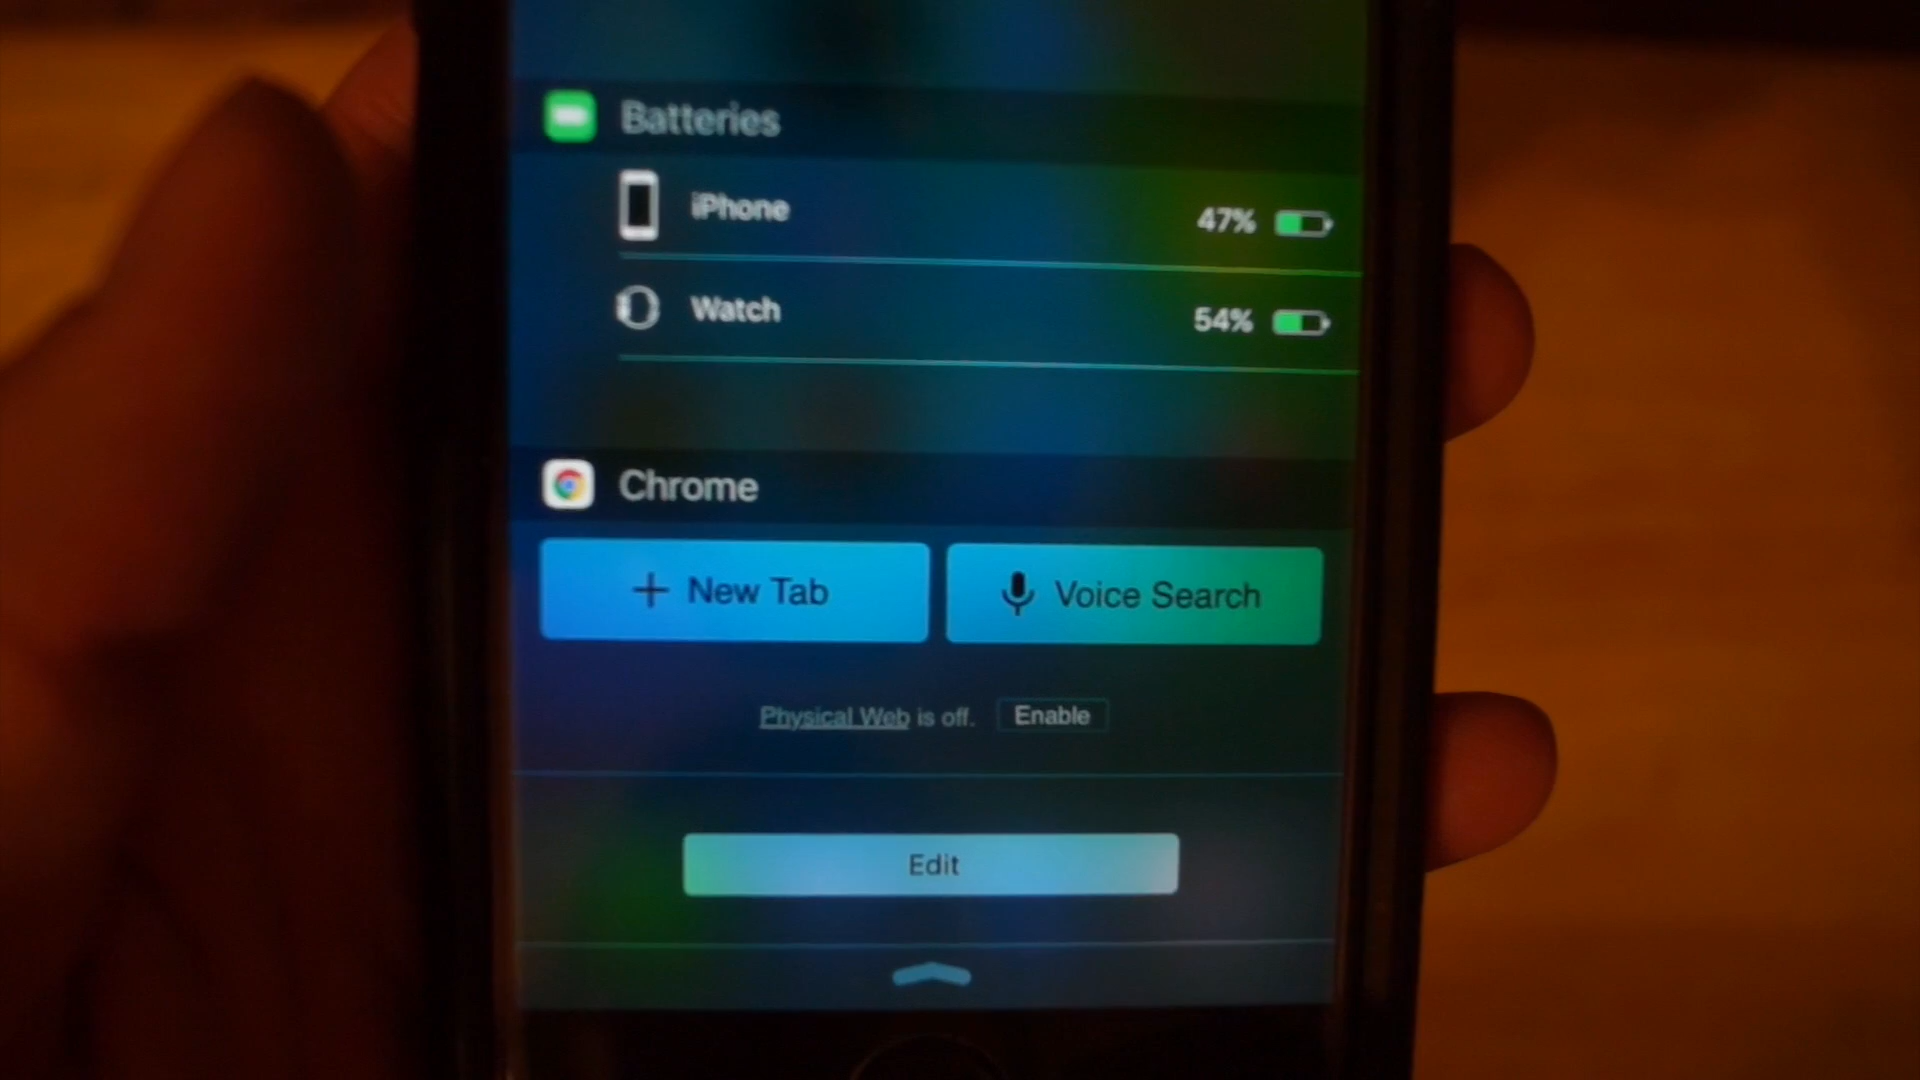 Batteries
iPhone 47%
Watch 54%
Chrome
+ New Tab Voice Search
Physical Web is off. Enable
Edit